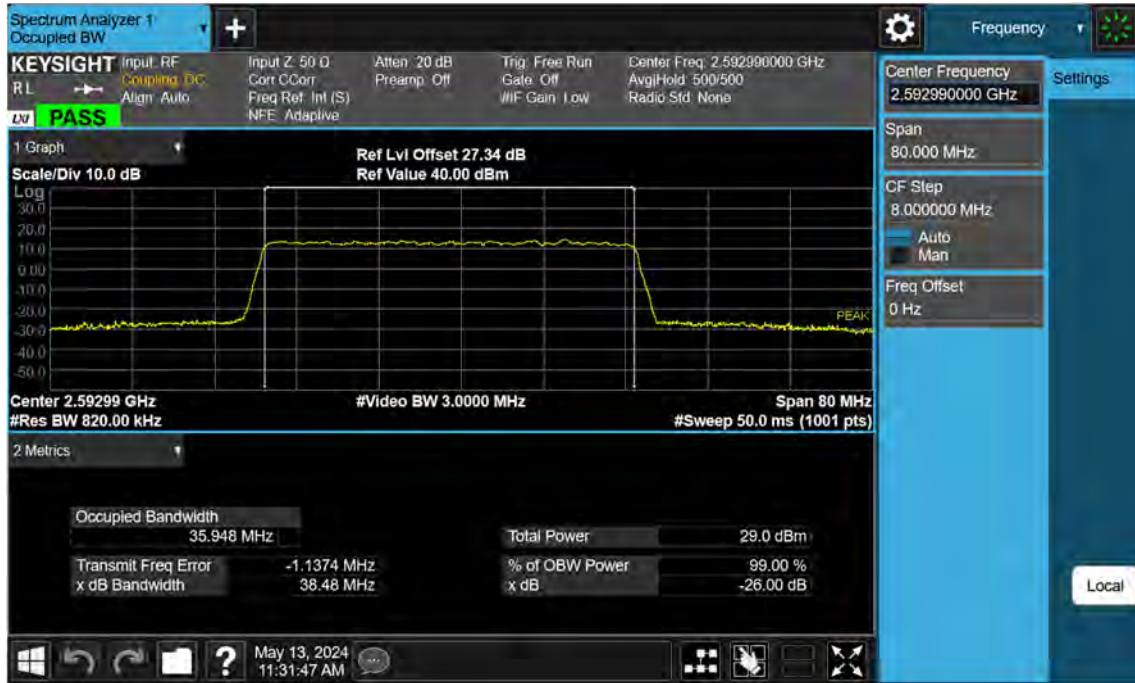 Spectrum Analyzer 1
Occupied BW
+
Frequency
KEYSIGHT Input: RF
R L Coupling: DC
Align: Auto
LXI PASS
Input Z: 50 Ω
Corr CCorr
Freq Ref: Int (S)
NFE: Adaptive
Atten: 20 dB
Preamp: Off
Trig: Free Run
Gate: Off
#IF Gain: Low
Center Freq: 2.592990000 GHz
Avg|Hold: 500/500
Radio Std: None
Center Frequency
2.592990000 GHz
Settings
Span
80.000 MHz
CF Step
8.000000 MHz
Auto
Man
Freq Offset
0 Hz
1 Graph
Scale/Div 10.0 dB
Ref Lvl Offset 27.34 dB
Ref Value 40.00 dBm
Log
30.0
20.0
10.0
0.00
-10.0
-20.0
-30.0
-40.0
-50.0
PEAK
Center 2.59299 GHz
#Video BW 3.0000 MHz
Span 80 MHz
#Res BW 820.00 kHz
#Sweep 50.0 ms (1001 pts)
2 Metrics
Occupied Bandwidth
35.948 MHz
Total Power 29.0 dBm
Transmit Freq Error -1.1374 MHz
% of OBW Power 99.00 %
x dB Bandwidth 38.48 MHz
x dB -26.00 dB
Local
?
May 13, 2024
11:31:47 AM